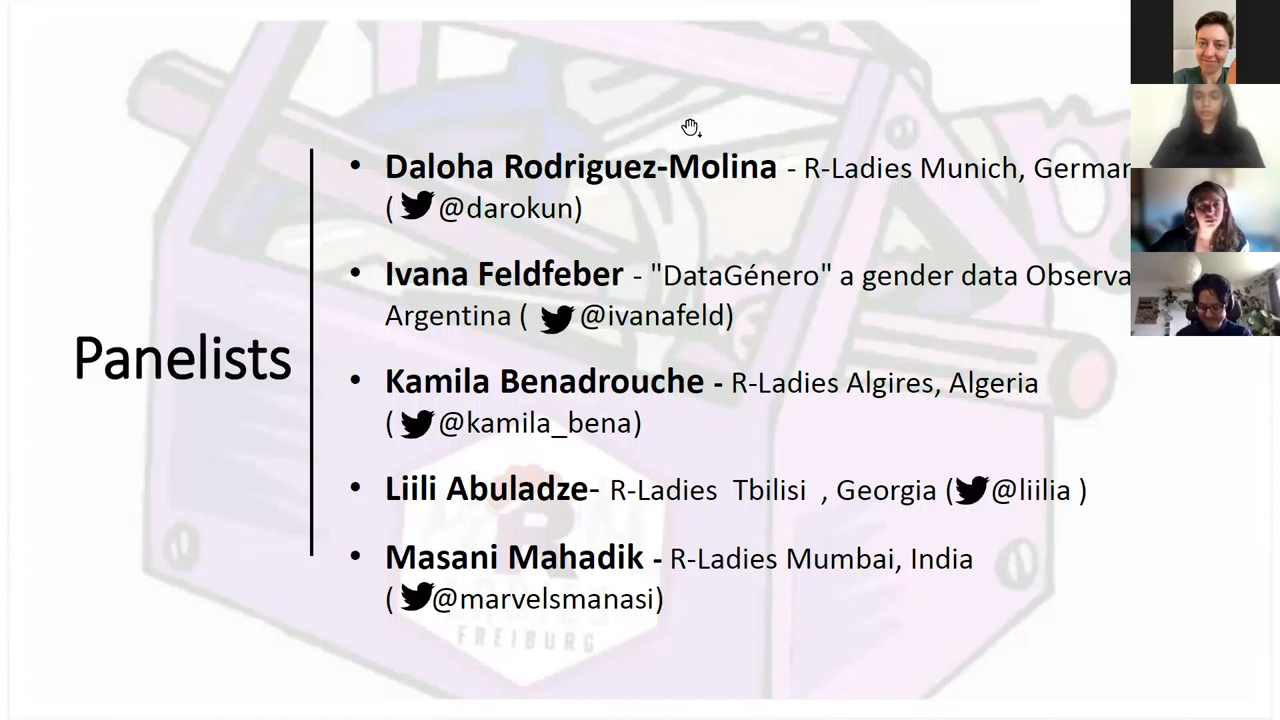 Panelists
• Daloha Rodriguez-Molina - R-Ladies Munich, German
( @darokun)
• Ivana Feldfeber - "DataGénero" a gender data Observa
Argentina ( @ivanafeld)
• Kamila Benadrouche - R-Ladies Algires, Algeria
( @kamila_bena)
• Liili Abuladze- R-Ladies Tbilisi , Georgia ( @liilia )
• Masani Mahadik - R-Ladies Mumbai, India
( @marvelsmanasi)
R
FREIBURG